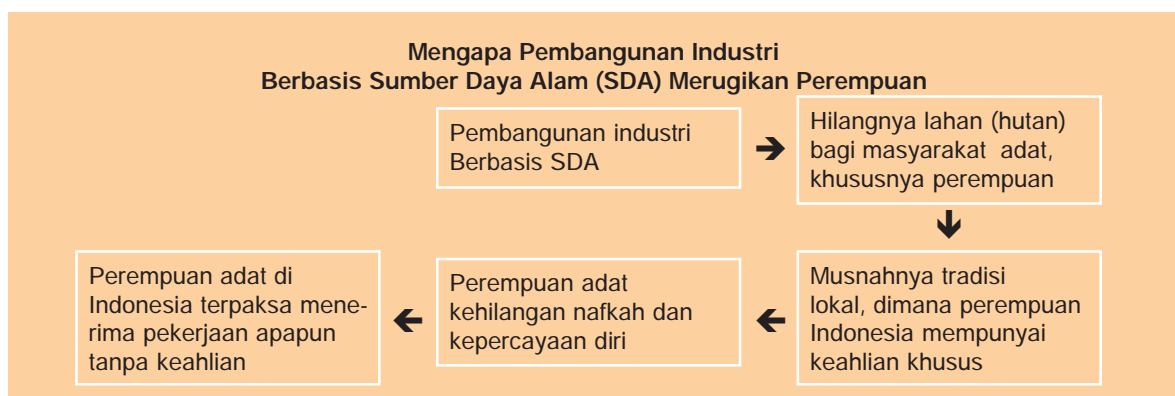 Mengapa Pembangunan Industri
Berbasis Sumber Daya Alam (SDA) Merugikan Perempuan
Pembangunan industri
Berbasis SDA
➔
Hilangnya lahan (hutan)
bagi masyarakat adat,
khususnya perempuan
Musnahnya tradisi
lokal, dimana perempuan
Indonesia mempunyai
keahlian khusus
Perempuan adat
kehilangan nafkah dan
kepercayaan diri
Perempuan adat di
Indonesia terpaksa mene-
rima pekerjaan apapun
tanpa keahlian